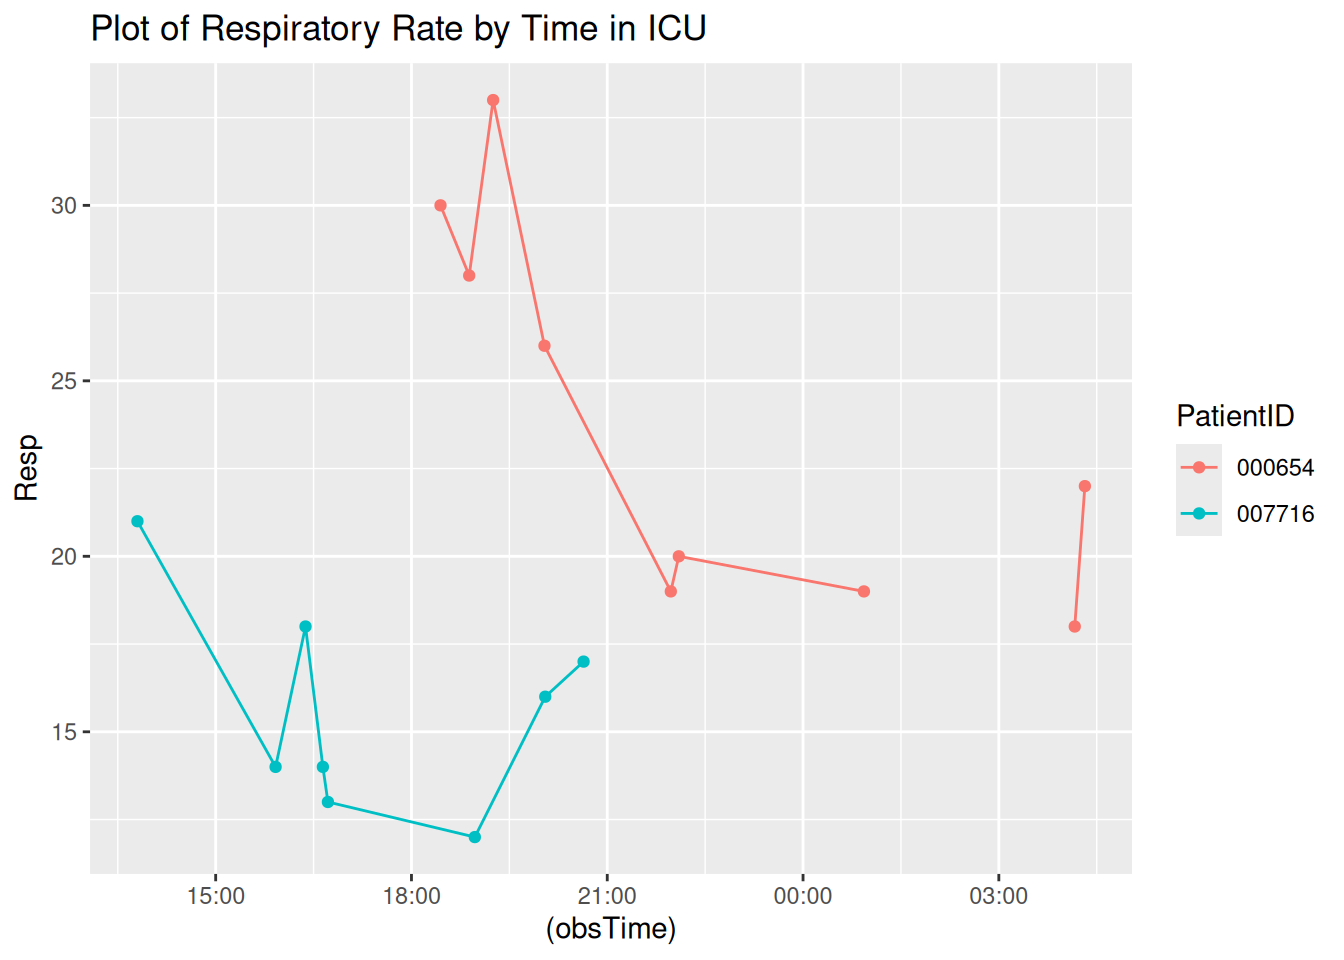 Plot of Respiratory Rate by Time in ICU
30
25
20
15
Resp
15:00 18:00 21:00 00:00 03:00
(obsTime)
PatientID
000654
007716